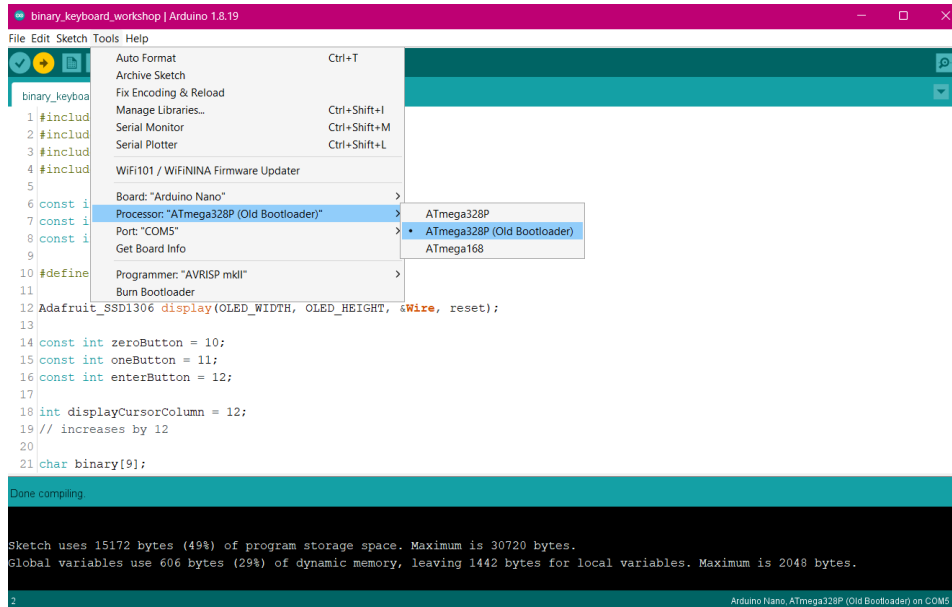 binary_keyboard_workshop | Arduino 1.8.19
File Edit Sketch Tools Help
binary_keyboa
Auto Format Ctrl+T
Archive Sketch
Fix Encoding & Reload
Manage Libraries... Ctrl+Shift+I
Serial Monitor Ctrl+Shift+M
Serial Plotter Ctrl+Shift+L
WiFi101 / WiFiNINA Firmware Updater
Board: "Arduino Nano"
Processor: "ATmega328P (Old Bootloader)"
Port: "COM5"
Get Board Info
Programmer: "AVRISP mkII"
Burn Bootloader
ATmega328P
ATmega328P (Old Bootloader)
ATmega168
1 #includ
2 #includ
3 #includ
4 #includ
5
6 const i
7 const i
8 const i
9
10 #define
11
12 Adafruit_SSD1306 display(OLED_WIDTH, OLED_HEIGHT, &Wire, reset);
13
14 const int zeroButton = 10;
15 const int oneButton = 11;
16 const int enterButton = 12;
17
18 int displayCursorColumn = 12;
19 // increases by 12
20
21 char binary[9];
Done compiling.
Sketch uses 15172 bytes (49%) of program storage space. Maximum is 30720 bytes.
Global variables use 606 bytes (29%) of dynamic memory, leaving 1442 bytes for local variables. Maximum is 2048 bytes.
2 Arduino Nano, ATmega328P (Old Bootloader) on COM5